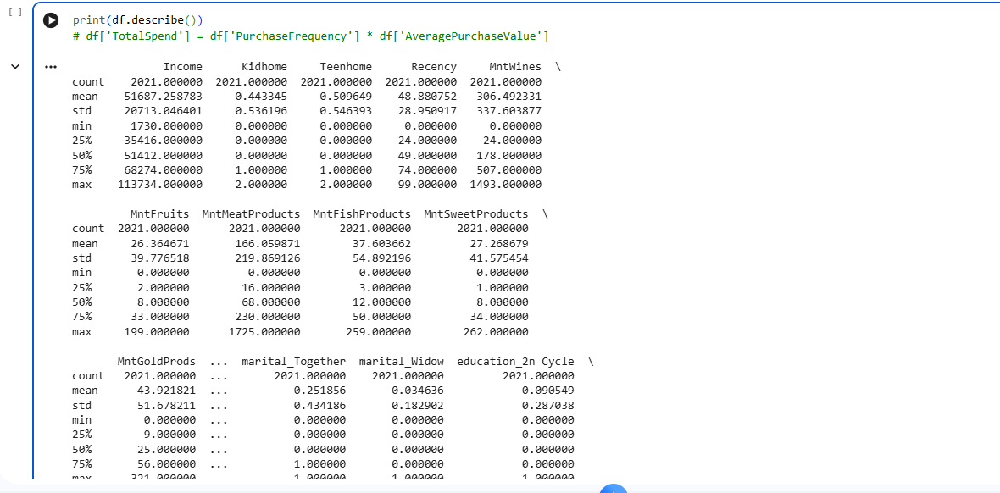 [ ]
print(df.describe())
# df['TotalSpend'] = df['PurchaseFrequency'] * df['AveragePurchaseValue']
Income Kidhome Teenhome Recency MntWines \
count 2021.000000 2021.000000 2021.000000 2021.000000 2021.000000
mean 51687.258783 0.443345 0.509649 48.880752 306.492331
std 20713.046401 0.536196 0.546393 28.950917 337.603877
min 1730.000000 0.000000 0.000000 0.000000 0.000000
25% 35416.000000 0.000000 0.000000 24.000000 24.000000
50% 51412.000000 0.000000 0.000000 49.000000 178.000000
75% 68274.000000 1.000000 1.000000 74.000000 507.000000
max 113734.000000 2.000000 2.000000 99.000000 1493.000000
MntFruits MntMeatProducts MntFishProducts MntSweetProducts \
count 2021.000000 2021.000000 2021.000000 2021.000000
mean 26.364671 166.059871 37.603662 27.268679
std 39.776518 219.869126 54.892196 41.575454
min 0.000000 0.000000 0.000000 0.000000
25% 2.000000 16.000000 3.000000 1.000000
50% 8.000000 68.000000 12.000000 8.000000
75% 33.000000 230.000000 50.000000 34.000000
max 199.000000 1725.000000 259.000000 262.000000
MntGoldProds ... marital_Together marital_Widow education_2n Cycle \
count 2021.000000 ... 2021.000000 2021.000000 2021.000000
mean 43.921821 ... 0.251856 0.034636 0.090549
std 51.678211 ... 0.434186 0.182902 0.287038
min 0.000000 ... 0.000000 0.000000 0.000000
25% 9.000000 ... 0.000000 0.000000 0.000000
50% 25.000000 ... 0.000000 0.000000 0.000000
75% 56.000000 ... 1.000000 0.000000 0.000000
max 321.000000 ... 1.000000 1.000000 1.000000